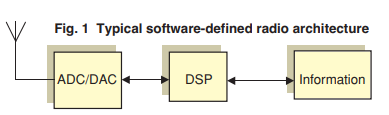 Fig. 1 Typical software-defined radio architecture
ADC/DAC
DSP
Information